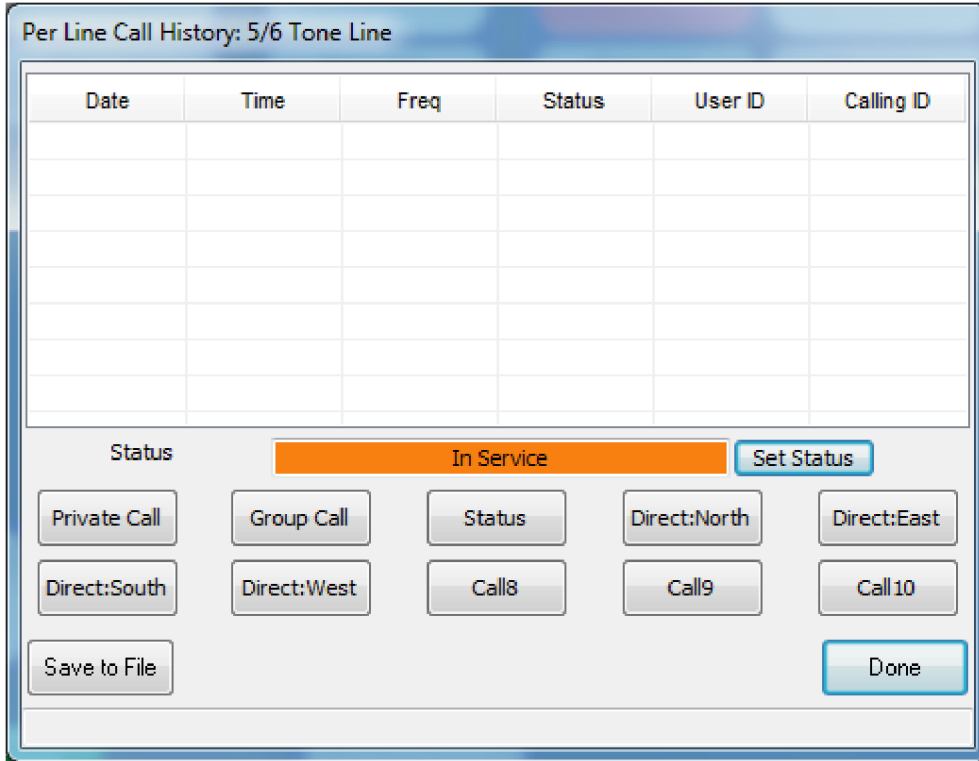 Per Line Call History: 5/6 Tone Line
Date Time Freq Status User ID Calling ID
Status In Service Set Status
Private Call Group Call Status Direct:North Direct:East
Direct:South Direct:West Call8 Call9 Call10
Save to File Done